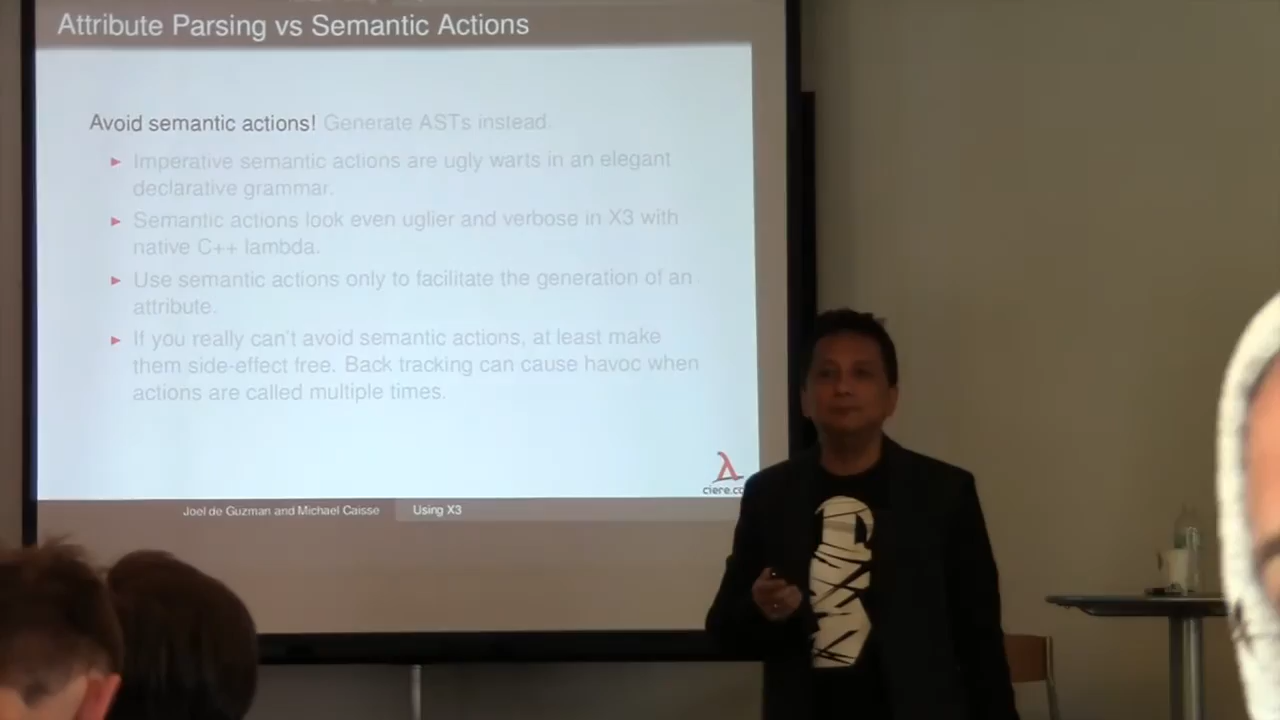 Attribute Parsing vs Semantic Actions
Avoid semantic actions! Generate ASTs instead.
► Imperative semantic actions are ugly warts in an elegant
declarative grammar.
► Semantic actions look even uglier and verbose in X3 with
native C++ lambda.
► Use semantic actions only to facilitate the generation of an
attribute.
► If you really can't avoid semantic actions, at least make
them side-effect free. Back tracking can cause havoc when
actions are called multiple times.
Joel de Guzman and Michael Caisse
Using X3